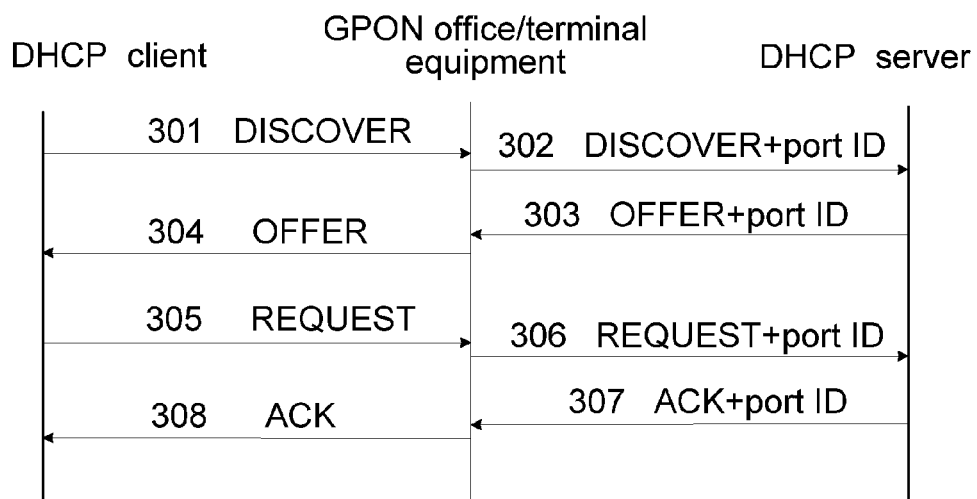 DHCP client
GPON office/terminal
equipment
DHCP server
301 DISCOVER
302 DISCOVER+port ID
303 OFFER+port ID
304 OFFER
305 REQUEST
306 REQUEST+port ID
307 ACK+port ID
308 ACK